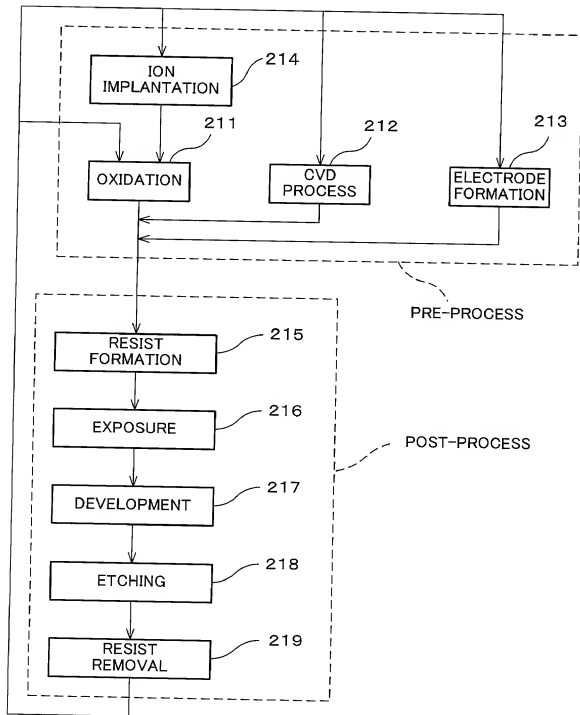 ION
IMPLANTATION
214
211
212
213
OXIDATION
CVD
PROCESS
ELECTRODE
FORMATION
PRE-PROCESS
RESIST
FORMATION
215
EXPOSURE
216
POST-PROCESS
DEVELOPMENT
217
ETCHING
218
RESIST
REMOVAL
219